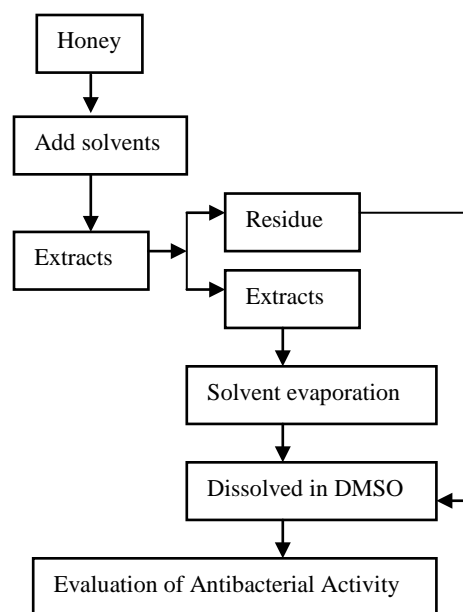 Honey
Add solvents
Extracts
Residue
Extracts
Solvent evaporation
Dissolved in DMSO
Evaluation of Antibacterial Activity